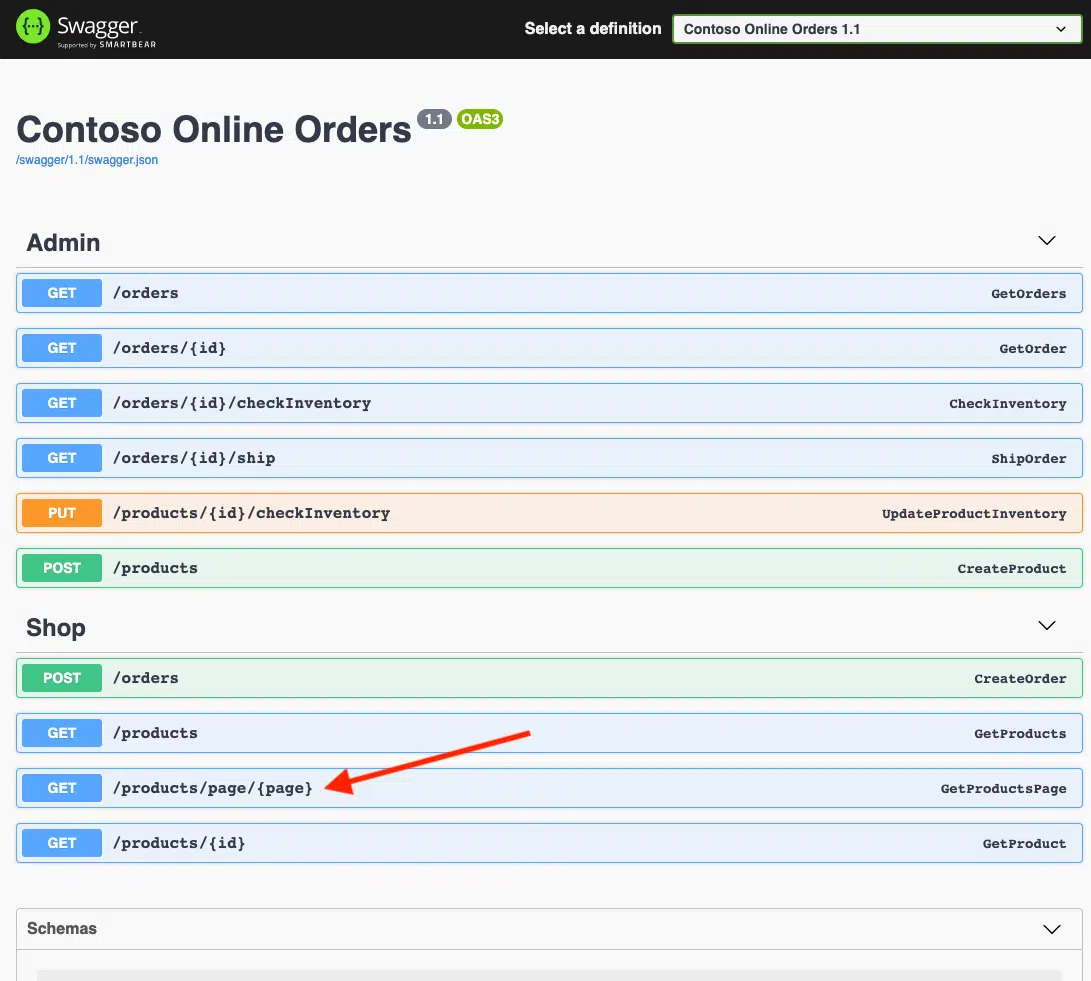 Swagger
Supported by SMARTBEAR
Select a definition
Contoso Online Orders 1.1
Contoso Online Orders 1.1 OAS3
/swagger/1.1/swagger.json
Admin
GET /orders GetOrders
GET /orders/{id} GetOrder
GET /orders/{id}/checkInventory CheckInventory
GET /orders/{id}/ship ShipOrder
PUT /products/{id}/checkInventory UpdateProductInventory
POST /products CreateProduct
Shop
POST /orders CreateOrder
GET /products GetProducts
GET /products/page/{page} GetProductsPage
GET /products/{id} GetProduct
Schemas